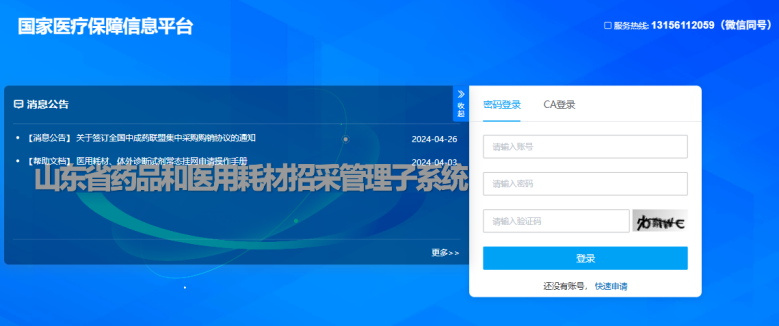 国家医疗保障信息平台
服务热线: 13156112059（微信同号）
消息公告
收起
【消息公告】 关于签订全国中成药联盟集中采购购销协议的通知 2024-04-26
【帮助文档】 医用耗材、体外诊断试剂常态挂网申请操作手册 2024-04-03
山东省药品和医用耗材招采管理子系统
更多>>
密码登录 CA登录
请输入账号
请输入密码
请输入验证码
登录
还没有账号， 快速申请